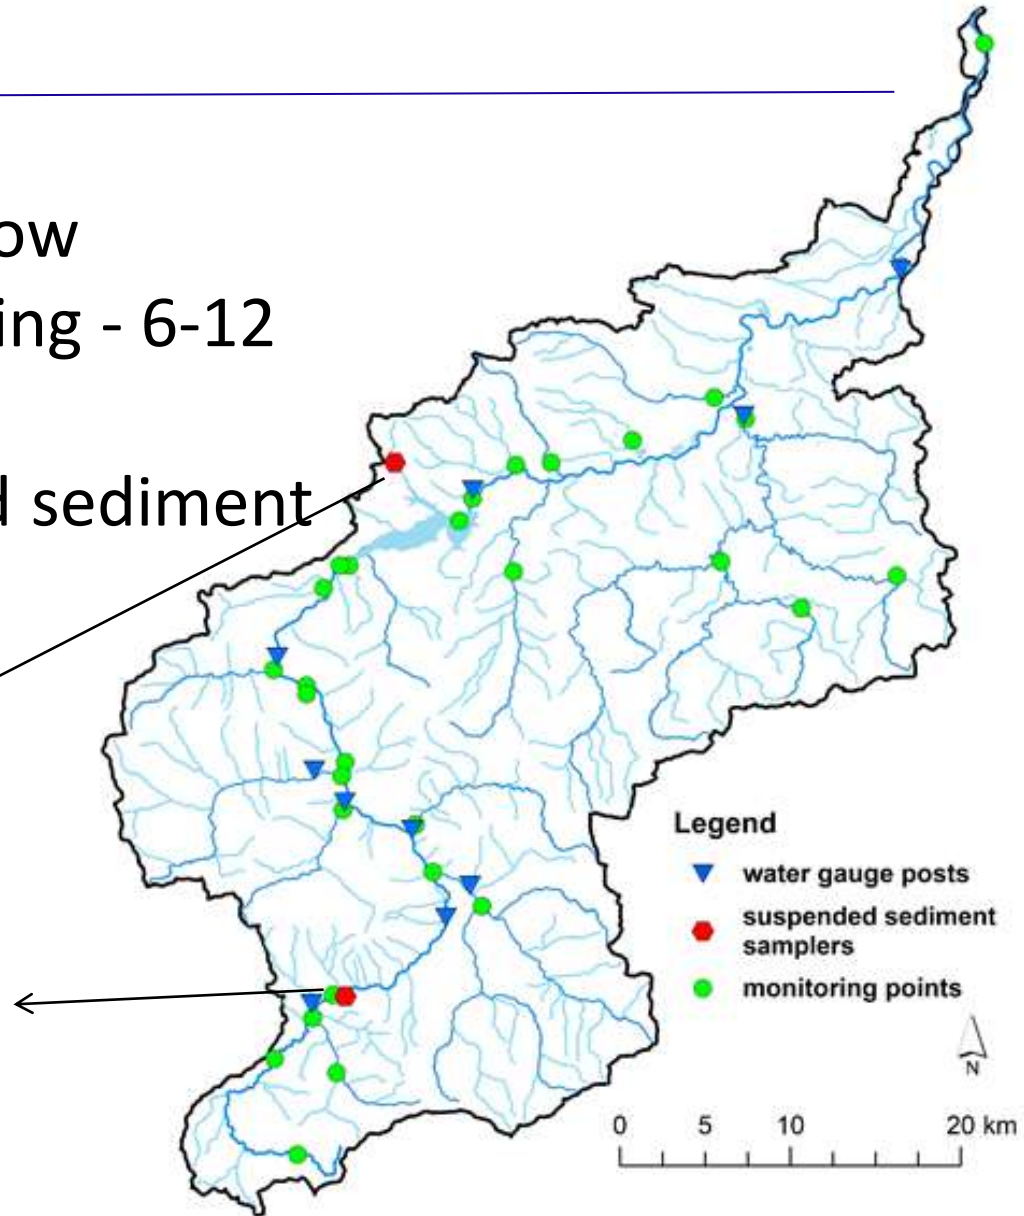 ow
ing - 6-12
d sediment
Legend
water gauge posts
suspended sediment
samplers
monitoring points
N
0 5 10 20 km